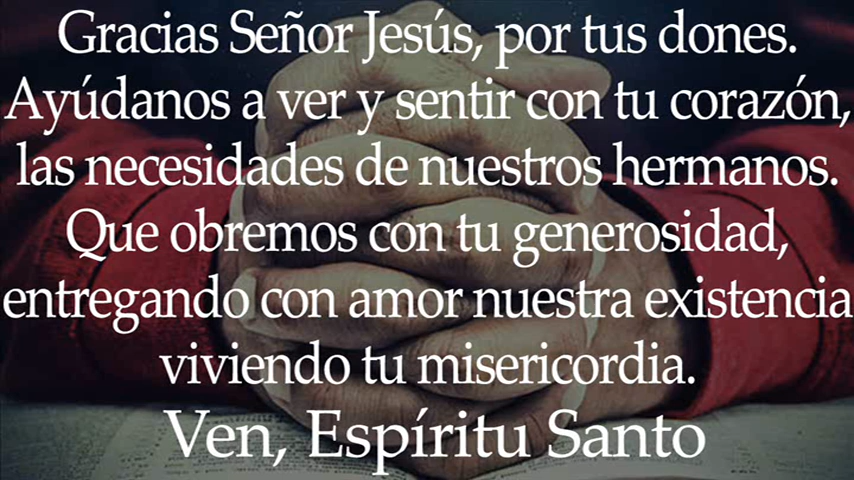 Gracias Señor Jesús, por tus dones.
Ayúdanos a ver y sentir con tu corazón,
las necesidades de nuestros hermanos.
Que obremos con tu generosidad,
entregando con amor nuestra existencia
viviendo tu misericordia.
Ven, Espíritu Santo